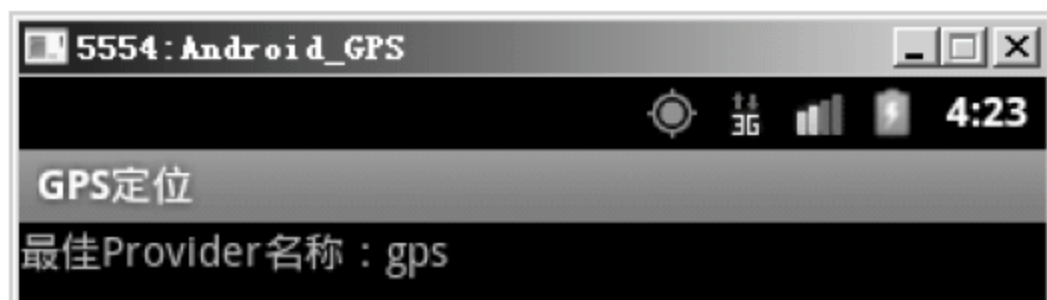 5554:Android_GPS
3G 4:23
GPS定位
最佳Provider名称：gps